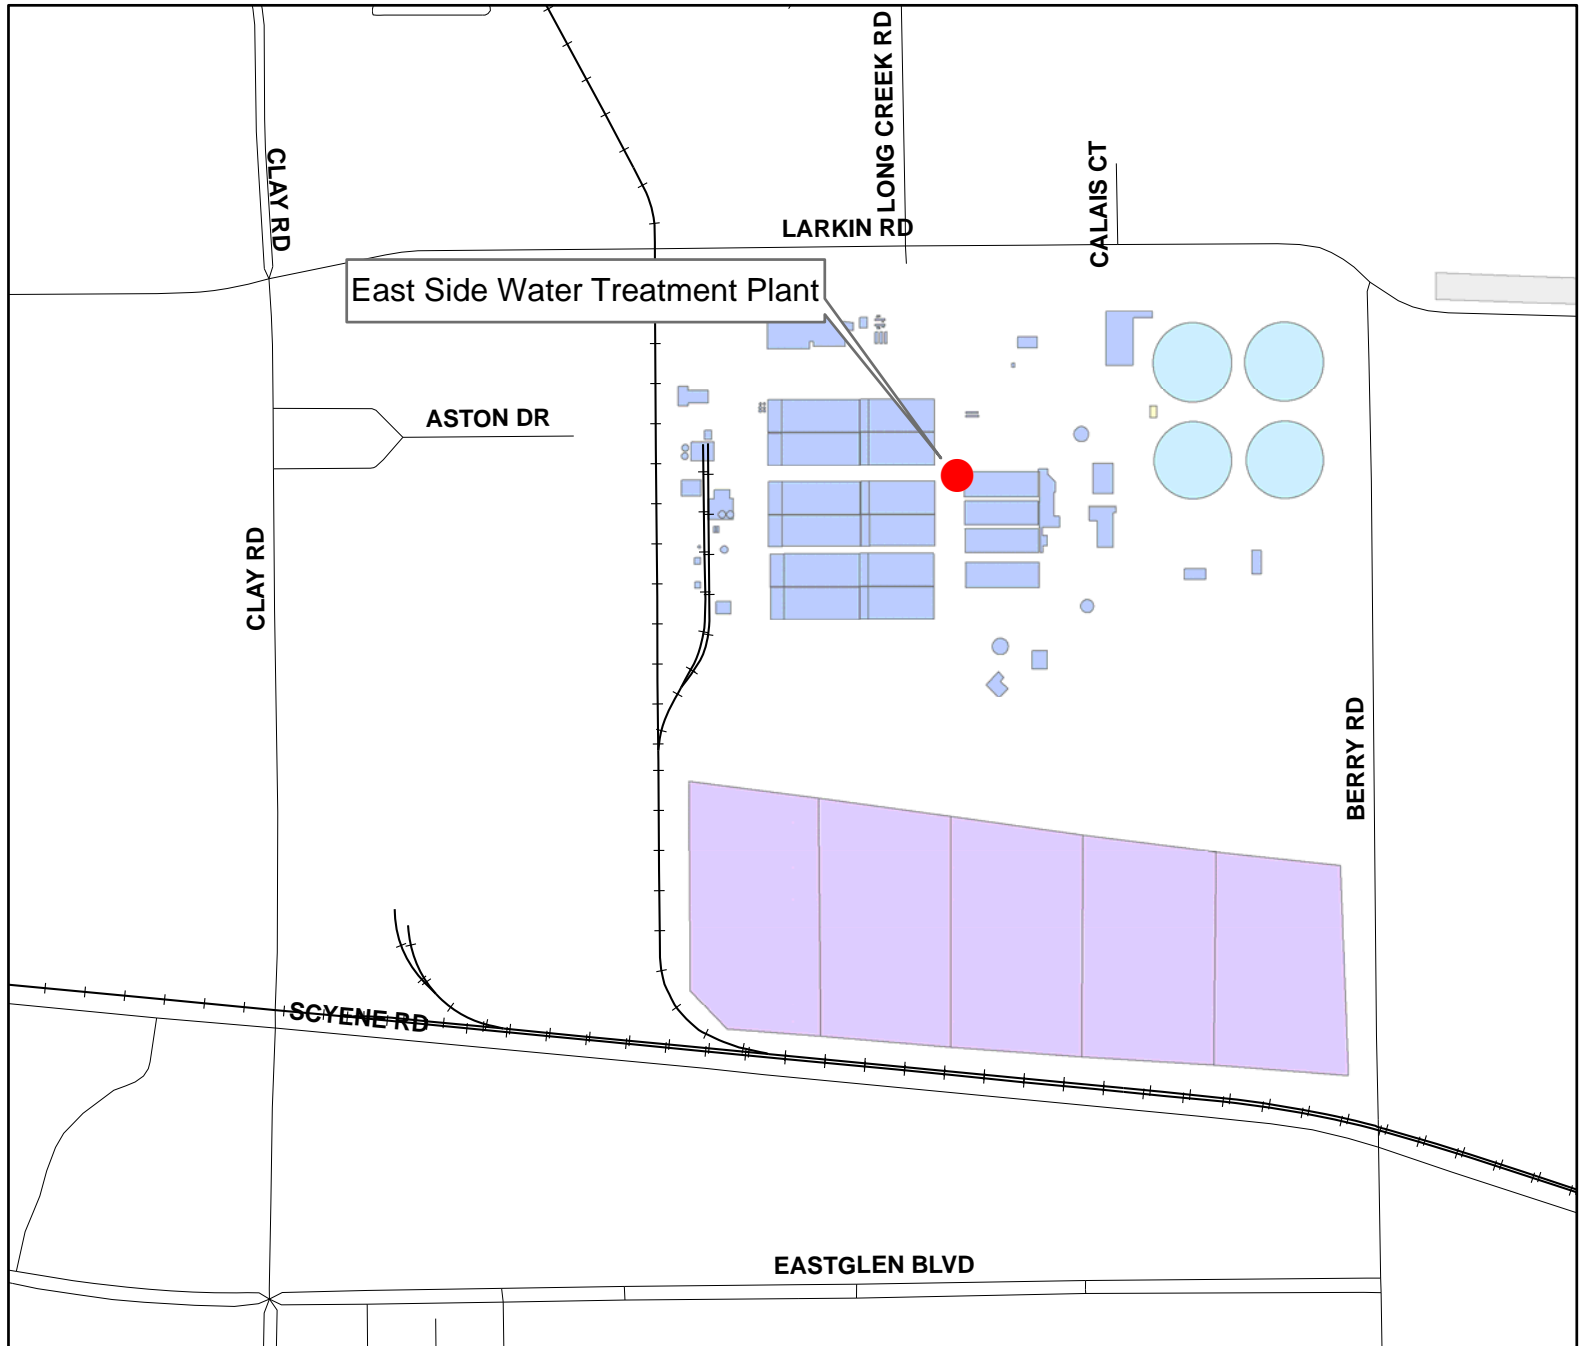 LONG CREEK RD
CLAY RD
CALAIS CT
LARKIN RD
East Side Water Treatment Plant
ASTON DR
CLAY RD
BERRY RD
SCYENE RD
EASTGLEN BLVD